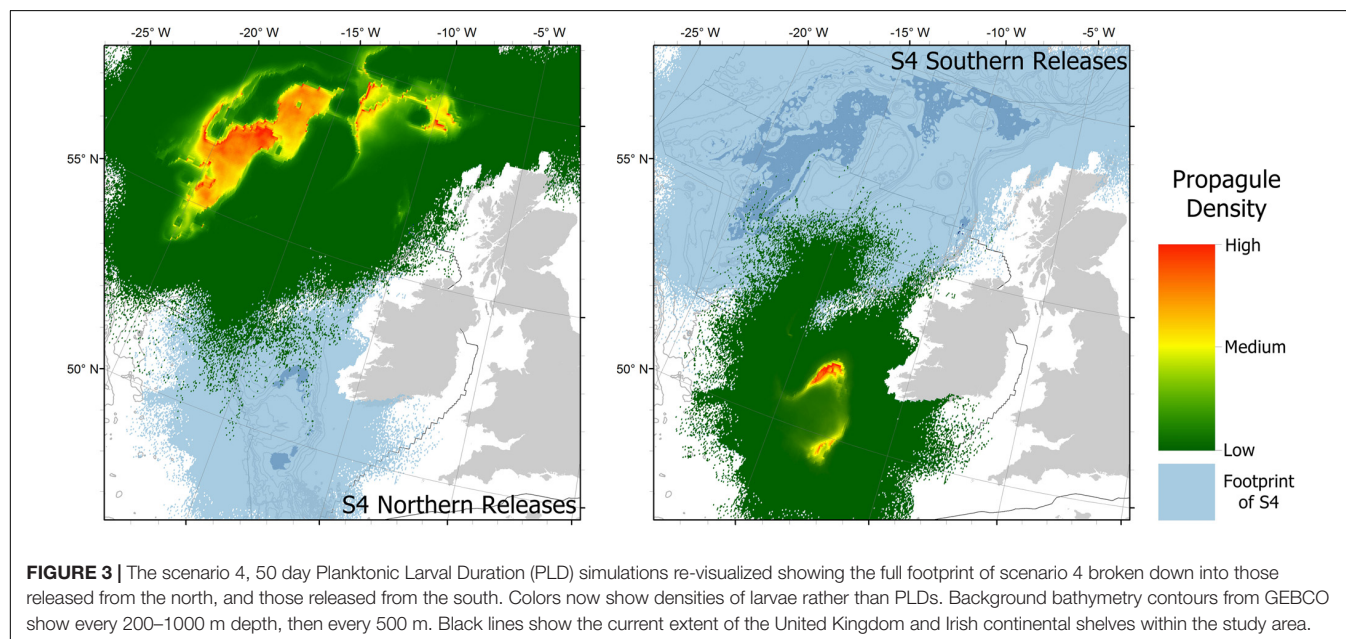 -25° W -20° W -15° W -10° W -5° W
-25° W -20° W -15° W -10° W -5° W
55° N
50° N
S4 Northern Releases
S4 Southern Releases
55° N
50° N
Propagule
Density
High
Medium
Low
Footprint
of S4
FIGURE 3 | The scenario 4, 50 day Planktonic Larval Duration (PLD) simulations re-visualized showing the full footprint of scenario 4 broken down into those
released from the north, and those released from the south. Colors now show densities of larvae rather than PLDs. Background bathymetry contours from GEBCO
show every 200–1000 m depth, then every 500 m. Black lines show the current extent of the United Kingdom and Irish continental shelves within the study area.